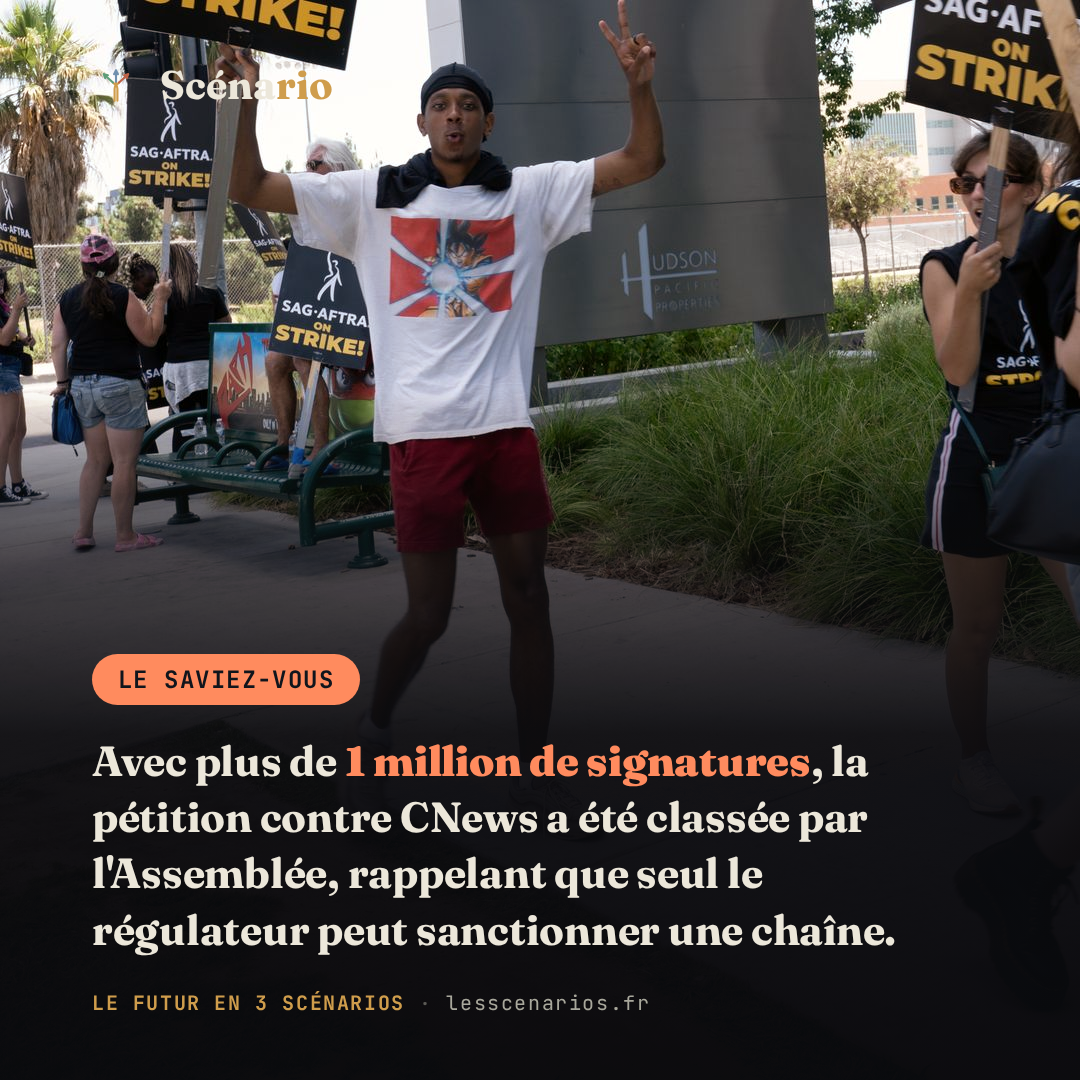 STRIKE!
Scénario
SAG·AFTRA.
ON
STRIKE!
SAG·AFTRA.
ON
STRIKE!
HUDSON
PACIFIC
PROPERTIES
SAG·AF
ON
STRIK
LE SAVIEZ-VOUS
Avec plus de 1 million de signatures, la
pétition contre CNews a été classée par
l'Assemblée, rappelant que seul le
régulateur peut sanctionner une chaîne.
LE FUTUR EN 3 SCÉNARIOS · lesscenarios.fr